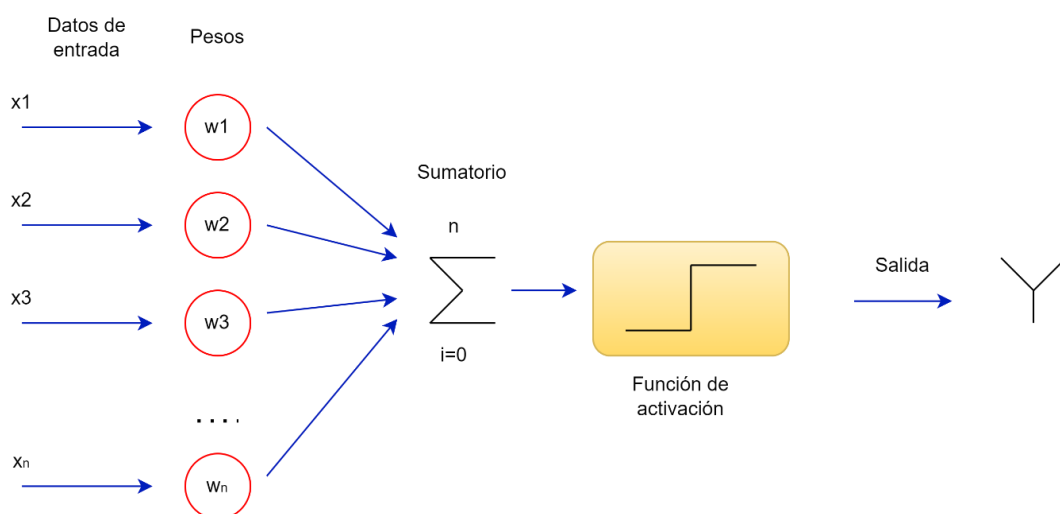 Datos de
entrada
Pesos
x1
w1
x2
w2
x3
w3
....
xn
wn
Sumatorio
n
Σ
i=0
Función de
activación
Salida
Y